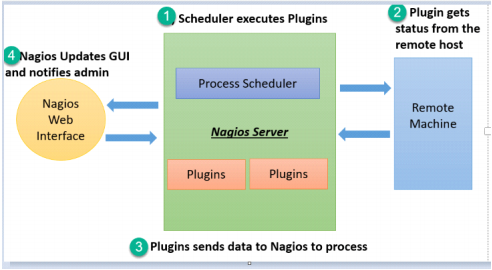 1 Scheduler executes Plugins
2 Plugin gets
status from the
remote host
4 Nagios Updates GUI
and notifies admin
Process Scheduler
Nagios
Web
Interface
Nagios Server
Remote
Machine
Plugins
Plugins
3 Plugins sends data to Nagios to process